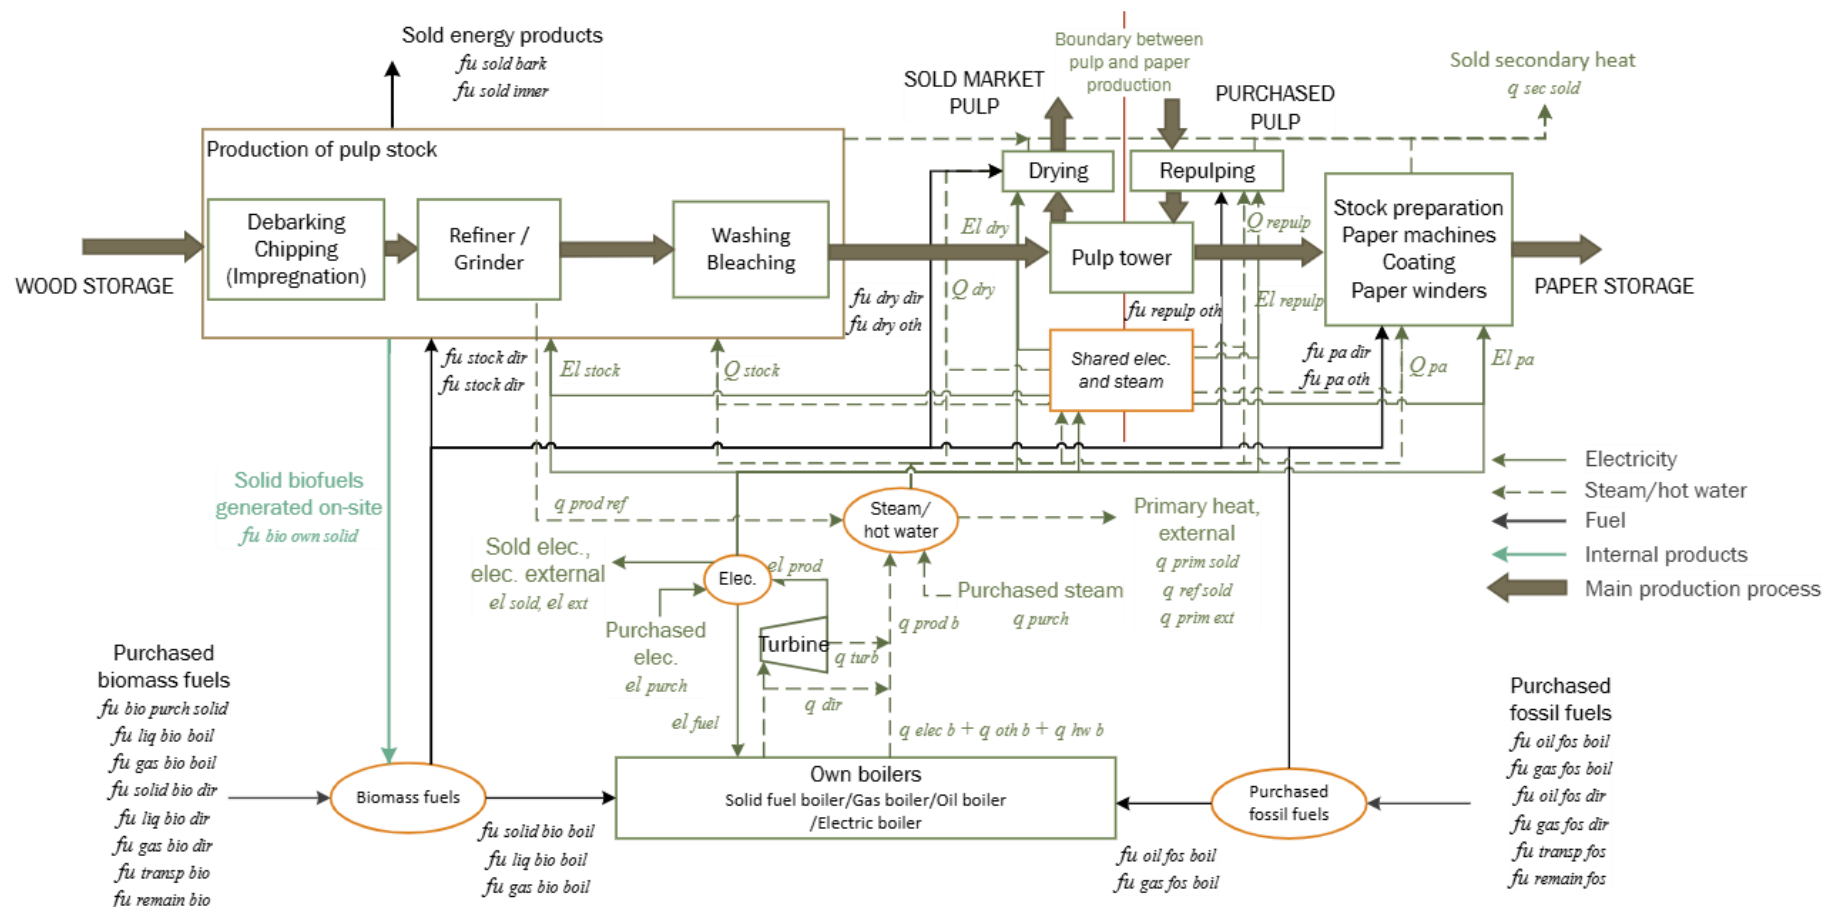 Sold energy products
fu sold bark
fu sold inner
Boundary between
pulp and paper
production
SOLD MARKET
PULP
PURCHASED
PULP
Sold secondary heat
q sec sold
Production of pulp stock
Debarking
Chipping
(Impregnation)
Refiner /
Grinder
Washing
Bleaching
Drying
Repulping
Pulp tower
Stock preparation
Paper machines
Coating
Paper winders
WOOD STORAGE
PAPER STORAGE
El dry
Q dry
Q repulp
El repulp
fu dry dir
fu dry oth
fu repulp oth
Shared elec.
and steam
fu stock dir
fu stock dir
El stock
Q stock
fu pa dir
fu pa oth
Q pa
El pa
Electricity
Steam/hot water
Fuel
Internal products
Main production process
Solid biofuels
generated on-site
fu bio own solid
q prod ref
Steam/
hot water
Primary heat,
external
q prim sold
q ref sold
q prim ext
Sold elec.,
elec. external
el sold, el ext
Elec.
el prod
Purchased steam
q purch
Purchased
elec.
el purch
Turbine
q turb
q prod b
q dir
el fuel
q elec b + q oth b + q hw b
Purchased
biomass fuels
fu bio purch solid
fu liq bio boil
fu gas bio boil
fu solid bio dir
fu liq bio dir
fu gas bio dir
fu transp bio
fu remain bio
Biomass fuels
fu solid bio boil
fu liq bio boil
fu gas bio boil
Own boilers
Solid fuel boiler/Gas boiler/Oil boiler
/Electric boiler
Purchased
fossil fuels
fu oil fos boil
fu gas fos boil
Purchased
fossil fuels
fu oil fos boil
fu gas fos boil
fu oil fos dir
fu gas fos dir
fu transp fos
fu remain fos